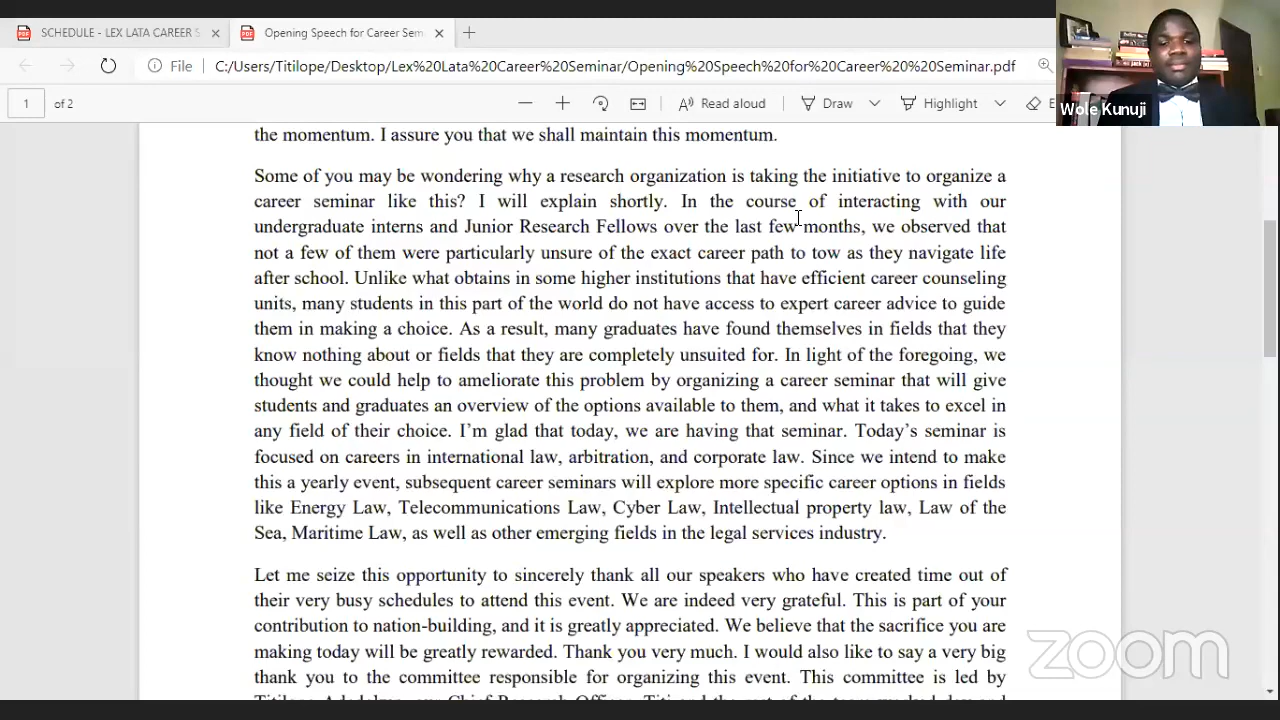 SCHEDULE - LEX LATA CAREER S
Opening Speech for Career Sem
File
C:/Users/Titilope/Desktop/Lex%20Lata%20Career%20Seminar/Opening%20Speech%20for%20Career%20%20Seminar.pdf
1 of 2
Read aloud
Draw
Highlight
E
Wole Kunuji
the momentum. I assure you that we shall maintain this momentum.
Some of you may be wondering why a research organization is taking the initiative to organize a
career seminar like this? I will explain shortly. In the course of interacting with our
undergraduate interns and Junior Research Fellows over the last few months, we observed that
not a few of them were particularly unsure of the exact career path to tow as they navigate life
after school. Unlike what obtains in some higher institutions that have efficient career counseling
units, many students in this part of the world do not have access to expert career advice to guide
them in making a choice. As a result, many graduates have found themselves in fields that they
know nothing about or fields that they are completely unsuited for. In light of the foregoing, we
thought we could help to ameliorate this problem by organizing a career seminar that will give
students and graduates an overview of the options available to them, and what it takes to excel in
any field of their choice. I’m glad that today, we are having that seminar. Today’s seminar is
focused on careers in international law, arbitration, and corporate law. Since we intend to make
this a yearly event, subsequent career seminars will explore more specific career options in fields
like Energy Law, Telecommunications Law, Cyber Law, Intellectual property law, Law of the
Sea, Maritime Law, as well as other emerging fields in the legal services industry.
Let me seize this opportunity to sincerely thank all our speakers who have created time out of
their very busy schedules to attend this event. We are indeed very grateful. This is part of your
contribution to nation-building, and it is greatly appreciated. We believe that the sacrifice you are
making today will be greatly rewarded. Thank you very much. I would also like to say a very big
thank you to the committee responsible for organizing this event. This committee is led by
zoom